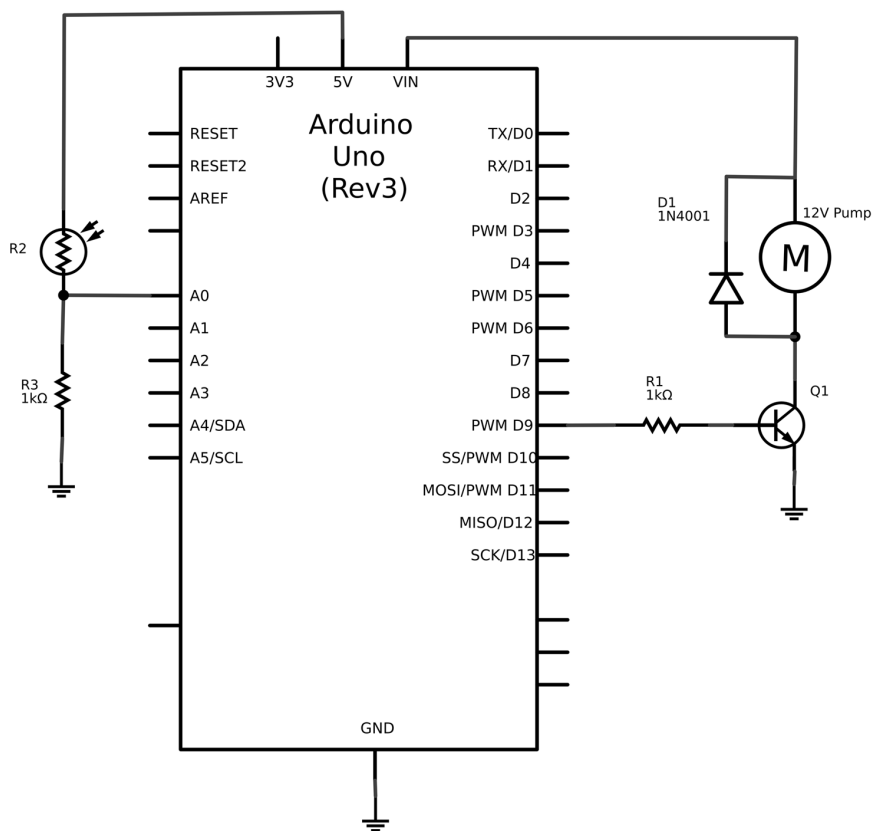 3V3
5V
VIN
Arduino
Uno
(Rev3)
RESET
RESET2
AREF
A0
A1
A2
A3
A4/SDA
A5/SCL
TX/D0
RX/D1
D2
PWM D3
D4
PWM D5
PWM D6
D7
D8
PWM D9
SS/PWM D10
MOSI/PWM D11
MISO/D12
SCK/D13
GND
R2
R3
1kΩ
D1
1N4001
12V Pump
M
R1
1kΩ
Q1